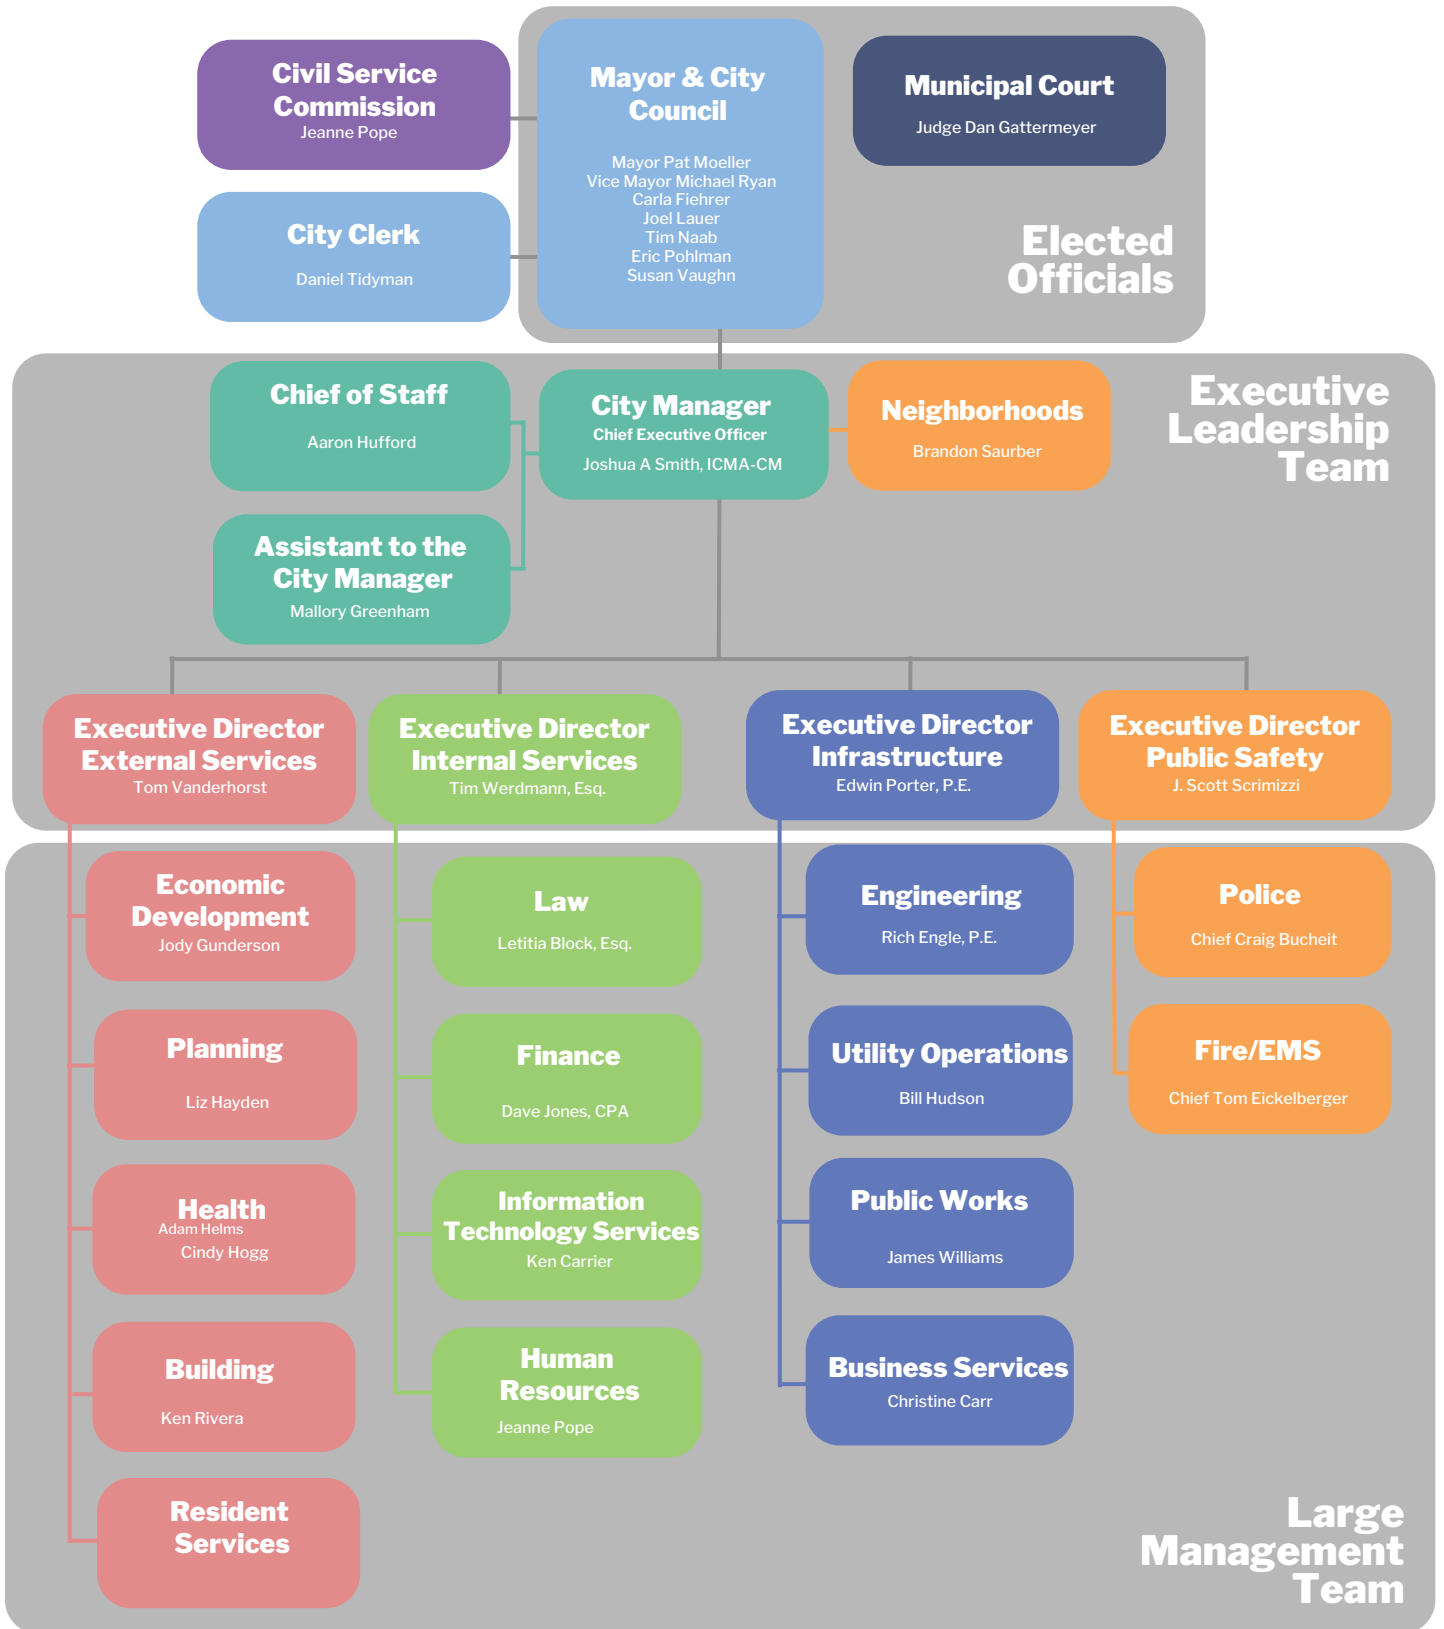 Civil Service
Commission
Jeanne Pope
Mayor & City
Council
Mayor Pat Moeller
Vice Mayor Michael Ryan
Carla Fiehrer
Joel Lauer
Tim Naab
Eric Pohlman
Susan Vaughn
Municipal Court
Judge Dan Gattermeyer
City Clerk
Daniel Tidyman
Elected
Officials
Chief of Staff
Aaron Hufford
City Manager
Chief Executive Officer
Joshua A Smith, ICMA-CM
Neighborhoods
Brandon Saurber
Executive
Leadership
Team
Assistant to the
City Manager
Mallory Greenham
Executive Director
External Services
Tom Vanderhorst
Executive Director
Internal Services
Tim Werdmann, Esq.
Executive Director
Infrastructure
Edwin Porter, P.E.
Executive Director
Public Safety
J. Scott Scrimizzi
Economic
Development
Jody Gunderson
Planning
Liz Hayden
Health
Adam Helms
Cindy Hogg
Building
Ken Rivera
Resident
Services
Law
Letitia Block, Esq.
Finance
Dave Jones, CPA
Information
Technology Services
Ken Carrier
Human
Resources
Jeanne Pope
Engineering
Rich Engle, P.E.
Utility Operations
Bill Hudson
Public Works
James Williams
Business Services
Christine Carr
Police
Chief Craig Bucheit
Fire/EMS
Chief Tom Eickelberger
Large
Management
Team